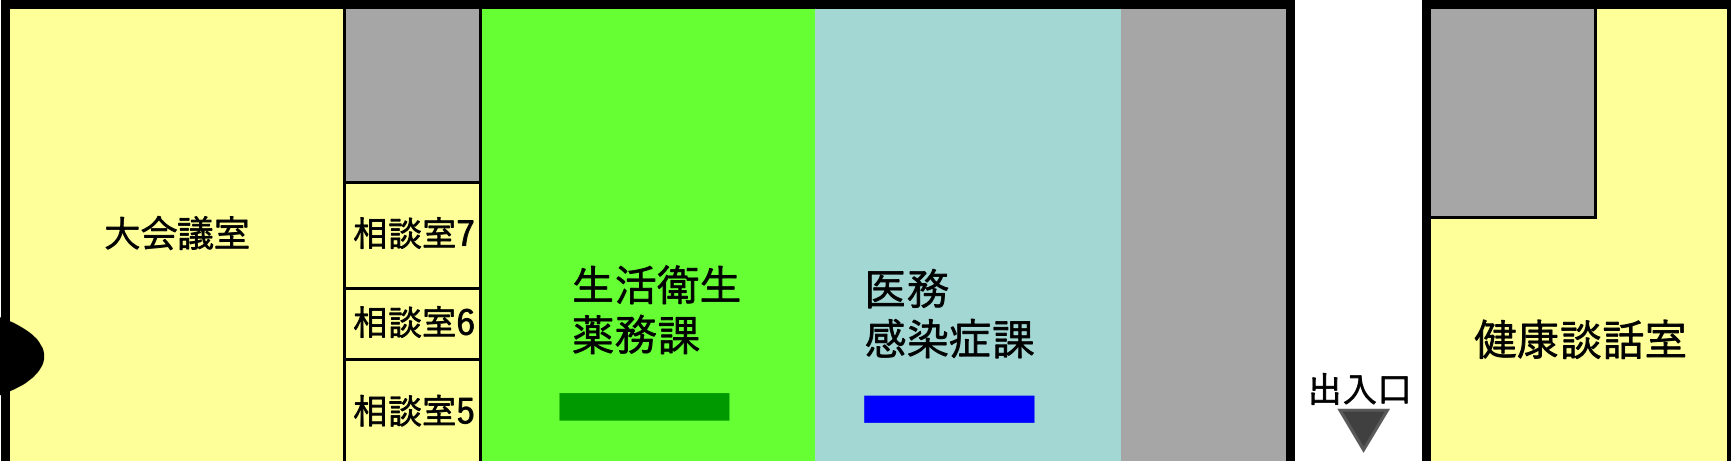 大会議室
相談室7
相談室6
相談室5
生活衛生
薬務課
医務
感染症課
出入口
健康談話室